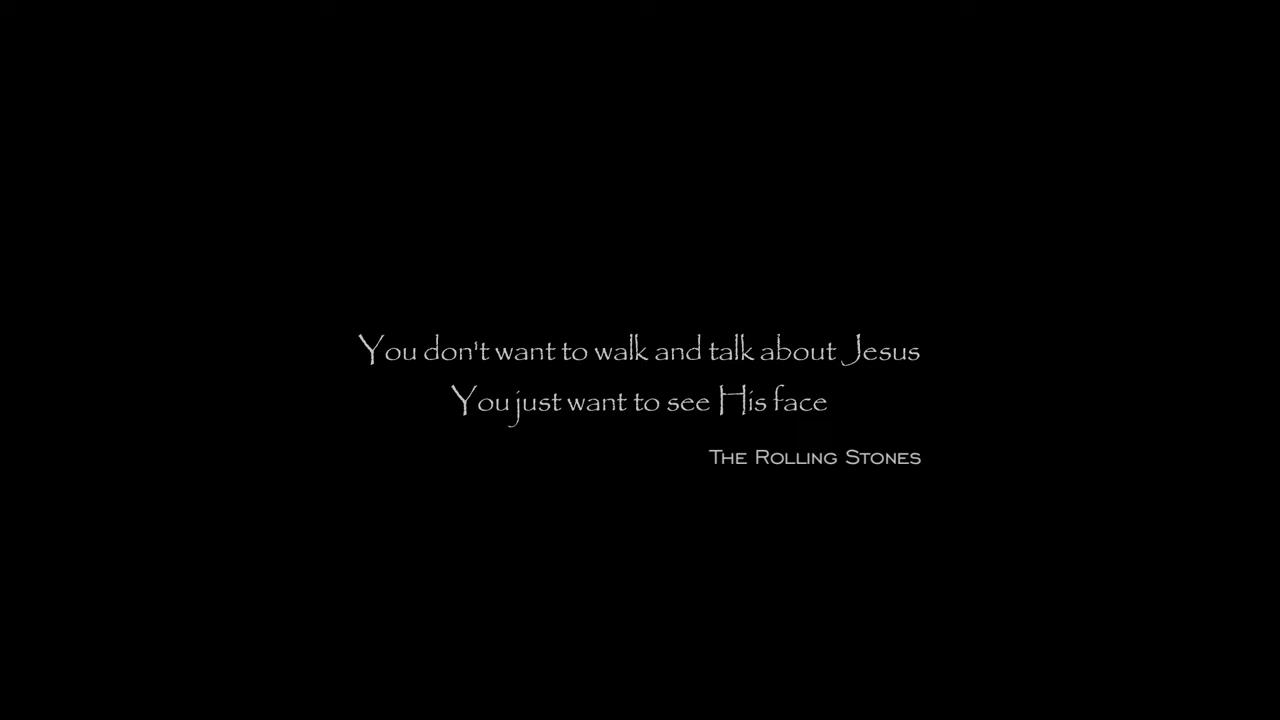 You don't want to walk and talk about Jesus
You just want to see His face
The Rolling Stones